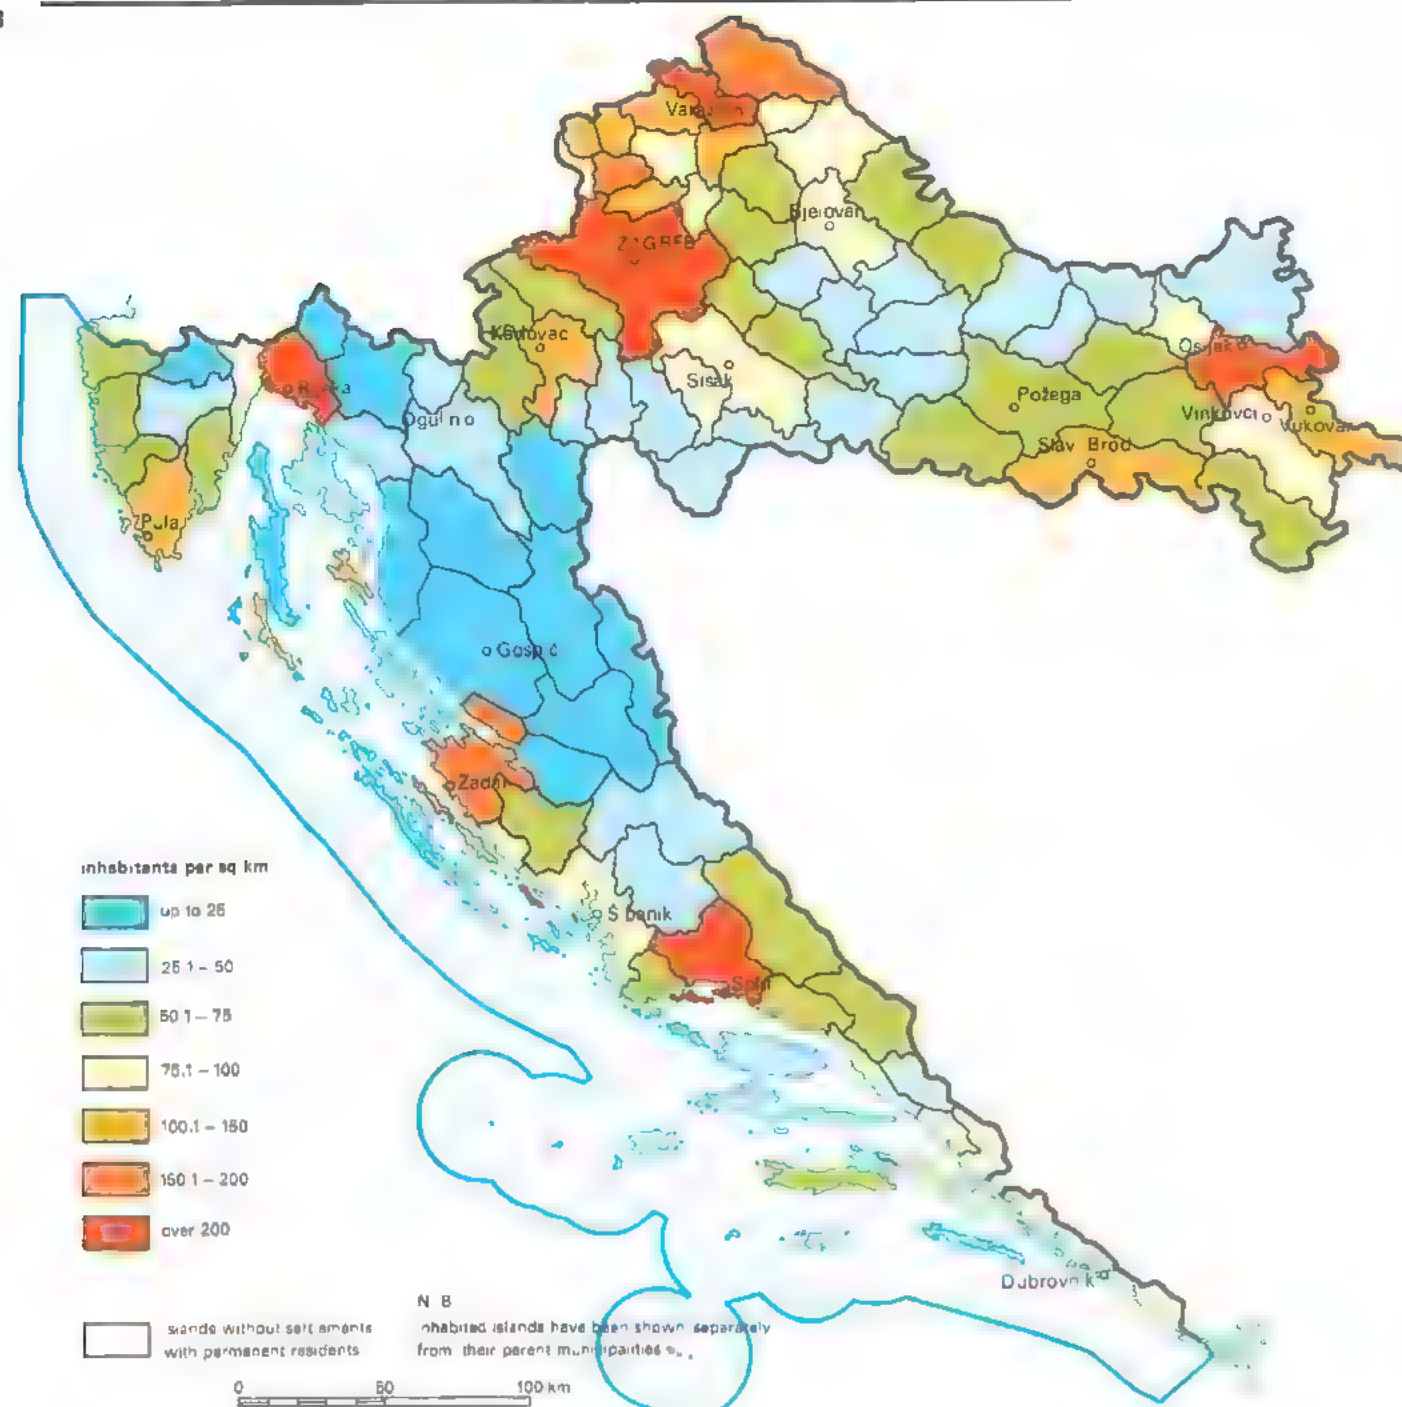 Varaždin
Bjelovar
ZAGREB
Karlovac
Sisak
Osijek
Rijeka
Ogulin
Požega
Vinkovci
Vukovar
Slav Brod
Pula
Gospić
Zadar
inhabitants per sq km
up to 25
25 1 – 50
Šibenik
50 1 – 75
Split
75.1 – 100
100.1 – 150
150 1 – 200
over 200
Dubrovnik
N B
islands without settlements
with permanent residents
inhabited islands have been shown separately
from their parent municipalities
0 50 100 km